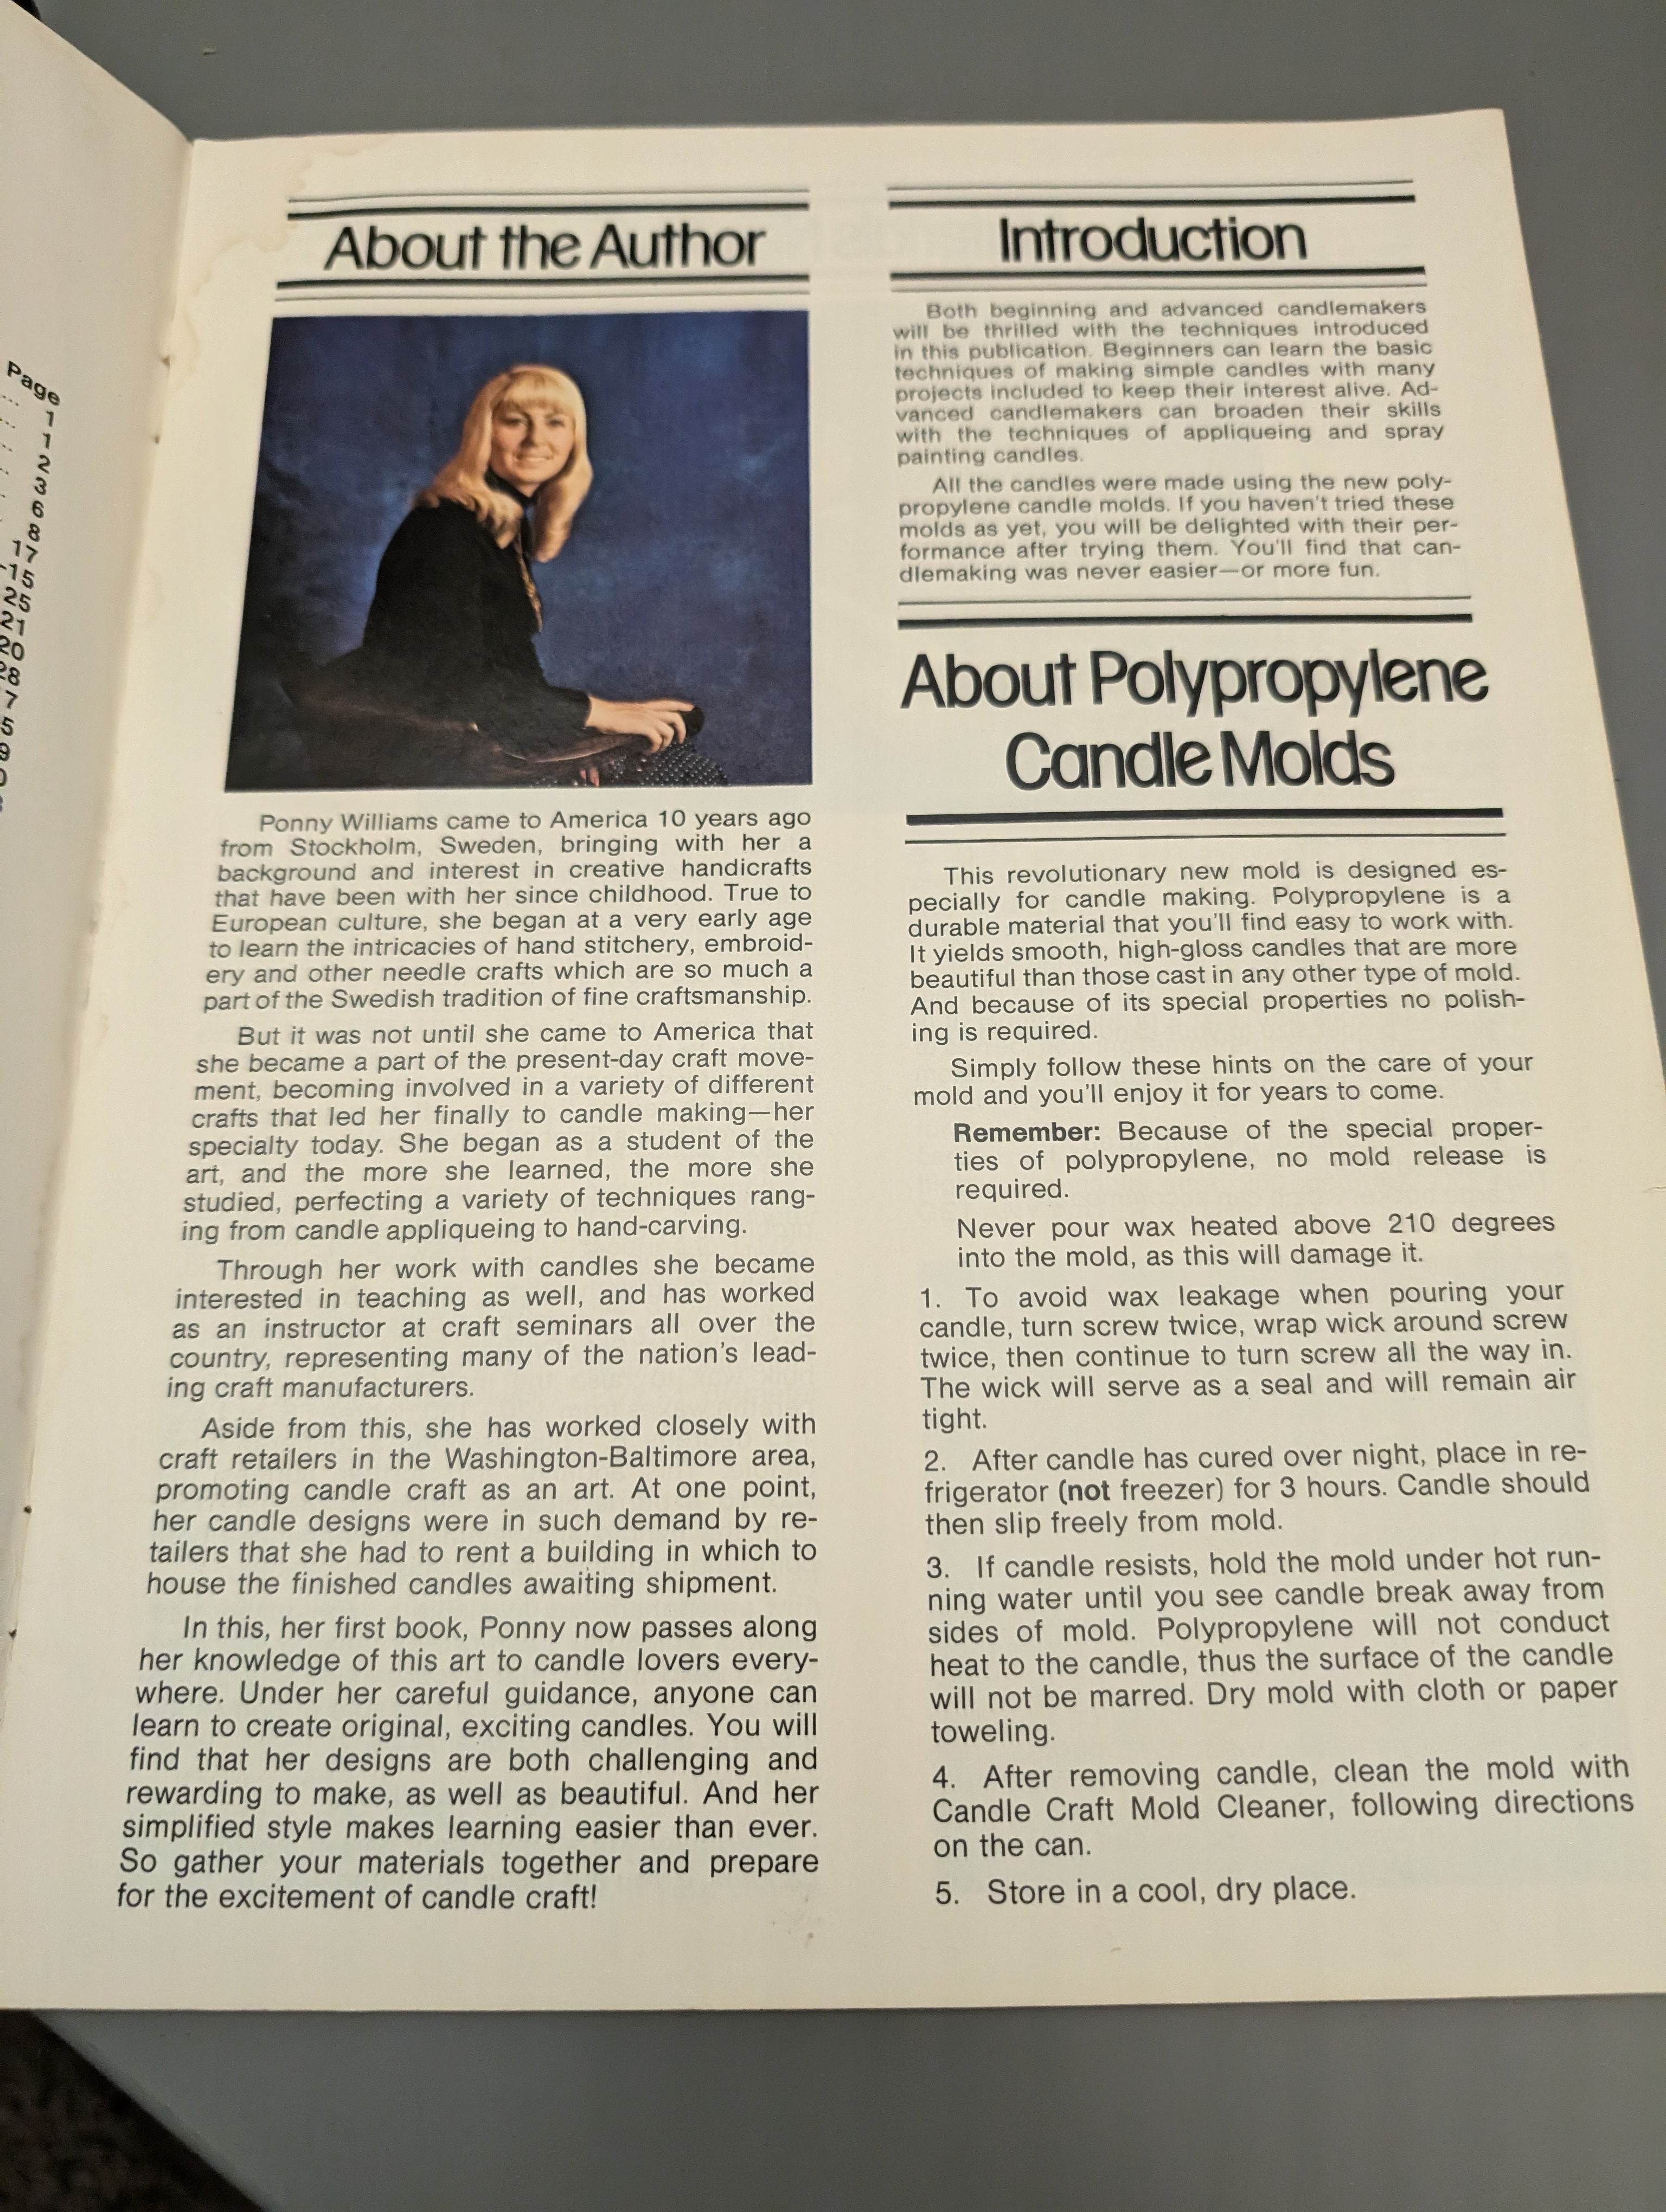 Page
... 1
... 1
.. 2
. 3
. 6
8
17
-15
25
21
20
28
7
5
9
About the Author
Ponny Williams came to America 10 years ago
from Stockholm, Sweden, bringing with her a
background and interest in creative handicrafts
that have been with her since childhood. True to
European culture, she began at a very early age
to learn the intricacies of hand stitchery, embroid-
ery and other needle crafts which are so much a
part of the Swedish tradition of fine craftsmanship.
But it was not until she came to America that
she became a part of the present-day craft move-
ment, becoming involved in a variety of different
crafts that led her finally to candle making—her
specialty today. She began as a student of the
art, and the more she learned, the more she
studied, perfecting a variety of techniques rang-
ing from candle appliqueing to hand-carving.
Through her work with candles she became
interested in teaching as well, and has worked
as an instructor at craft seminars all over the
country, representing many of the nation's lead-
ing craft manufacturers.
Aside from this, she has worked closely with
craft retailers in the Washington-Baltimore area,
promoting candle craft as an art. At one point,
her candle designs were in such demand by re-
tailers that she had to rent a building in which to
house the finished candles awaiting shipment.
In this, her first book, Ponny now passes along
her knowledge of this art to candle lovers every-
where. Under her careful guidance, anyone can
learn to create original, exciting candles. You will
find that her designs are both challenging and
rewarding to make, as well as beautiful. And her
simplified style makes learning easier than ever.
So gather your materials together and prepare
for the excitement of candle craft!
Introduction
Both beginning and advanced candlemakers
will be thrilled with the techniques introduced
in this publication. Beginners can learn the basic
techniques of making simple candles with many
projects included to keep their interest alive. Ad-
vanced candlemakers can broaden their skills
with the techniques of appliqueing and spray
painting candles.
All the candles were made using the new poly-
propylene candle molds. If you haven't tried these
molds as yet, you will be delighted with their per-
formance after trying them. You'll find that can-
dlemaking was never easier—or more fun.
About Polypropylene
Candle Molds
This revolutionary new mold is designed es-
pecially for candle making. Polypropylene is a
durable material that you'll find easy to work with.
It yields smooth, high-gloss candles that are more
beautiful than those cast in any other type of mold.
And because of its special properties no polish-
ing is required.
Simply follow these hints on the care of your
mold and you'll enjoy it for years to come.
Remember: Because of the special proper-
ties of polypropylene, no mold release is
required.
Never pour wax heated above 210 degrees
into the mold, as this will damage it.
1. To avoid wax leakage when pouring your
candle, turn screw twice, wrap wick around screw
twice, then continue to turn screw all the way in.
The wick will serve as a seal and will remain air
tight.
2. After candle has cured over night, place in re-
frigerator (not freezer) for 3 hours. Candle should
then slip freely from mold.
3. If candle resists, hold the mold under hot run-
ning water until you see candle break away from
sides of mold. Polypropylene will not conduct
heat to the candle, thus the surface of the candle
will not be marred. Dry mold with cloth or paper
toweling.
4. After removing candle, clean the mold with
Candle Craft Mold Cleaner, following directions
on the can.
5. Store in a cool, dry place.